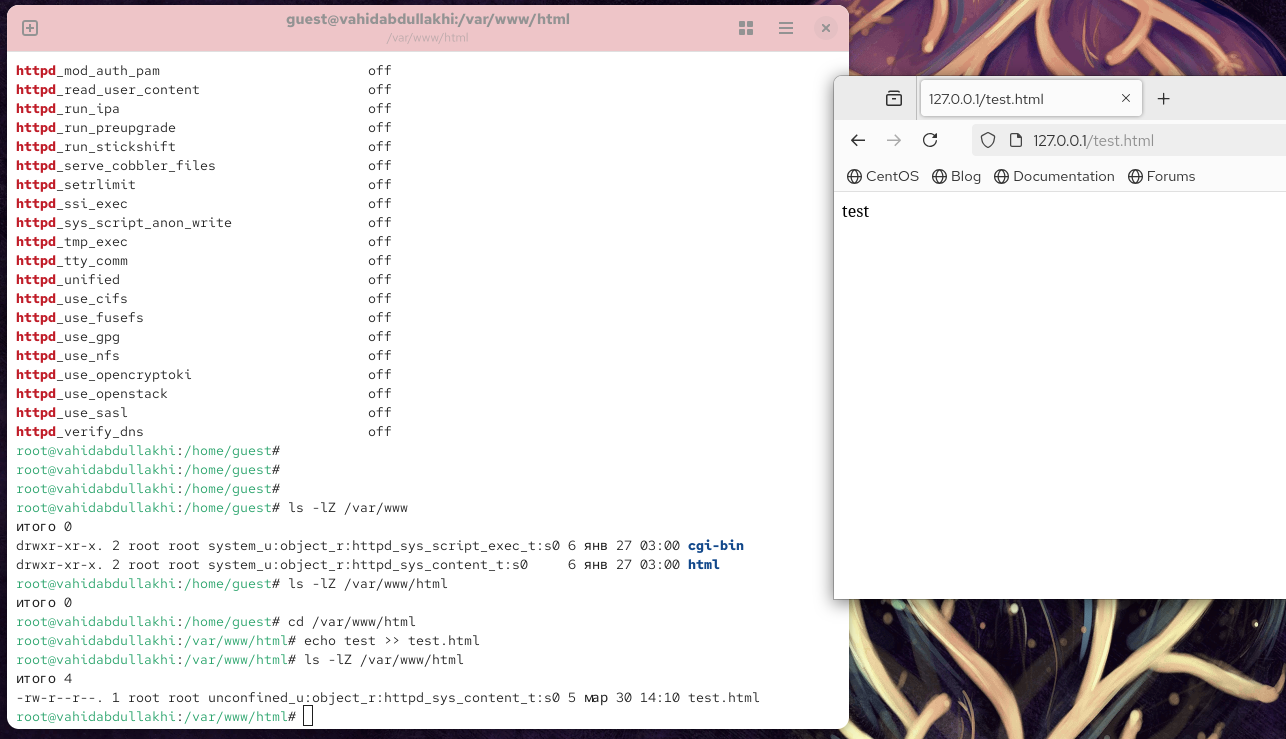 guest@vahidabdullakhi:/var/www/html
/var/www/html
httpd_mod_auth_pam                          off
httpd_read_user_content                     off
httpd_run_ipa                               off
httpd_run_preupgrade                        off
httpd_run_stickshift                        off
httpd_serve_cobbler_files                   off
httpd_setrlimit                             off
httpd_ssi_exec                              off
httpd_sys_script_anon_write                 off
httpd_tmp_exec                              off
httpd_tty_comm                              off
httpd_unified                               off
httpd_use_cifs                              off
httpd_use_fusefs                            off
httpd_use_gpg                               off
httpd_use_nfs                               off
httpd_use_opencryptoki                      off
httpd_use_openstack                         off
httpd_use_sasl                              off
httpd_verify_dns                            off
root@vahidabdullakhi:/home/guest#
root@vahidabdullakhi:/home/guest#
root@vahidabdullakhi:/home/guest#
root@vahidabdullakhi:/home/guest# ls -lZ /var/www
итого 0
drwxr-xr-x. 2 root root system_u:object_r:httpd_sys_script_exec_t:s0 6 янв 27 03:00 cgi-bin
drwxr-xr-x. 2 root root system_u:object_r:httpd_sys_content_t:s0     6 янв 27 03:00 html
root@vahidabdullakhi:/home/guest# ls -lZ /var/www/html
итого 0
root@vahidabdullakhi:/home/guest# cd /var/www/html
root@vahidabdullakhi:/var/www/html# echo test >> test.html
root@vahidabdullakhi:/var/www/html# ls -lZ /var/www/html
итого 4
-rw-r--r--. 1 root root unconfined_u:object_r:httpd_sys_content_t:s0 5 мар 30 14:10 test.html
root@vahidabdullakhi:/var/www/html#
127.0.0.1/test.html
127.0.0.1/test.html
CentOS Blog Documentation Forums
test